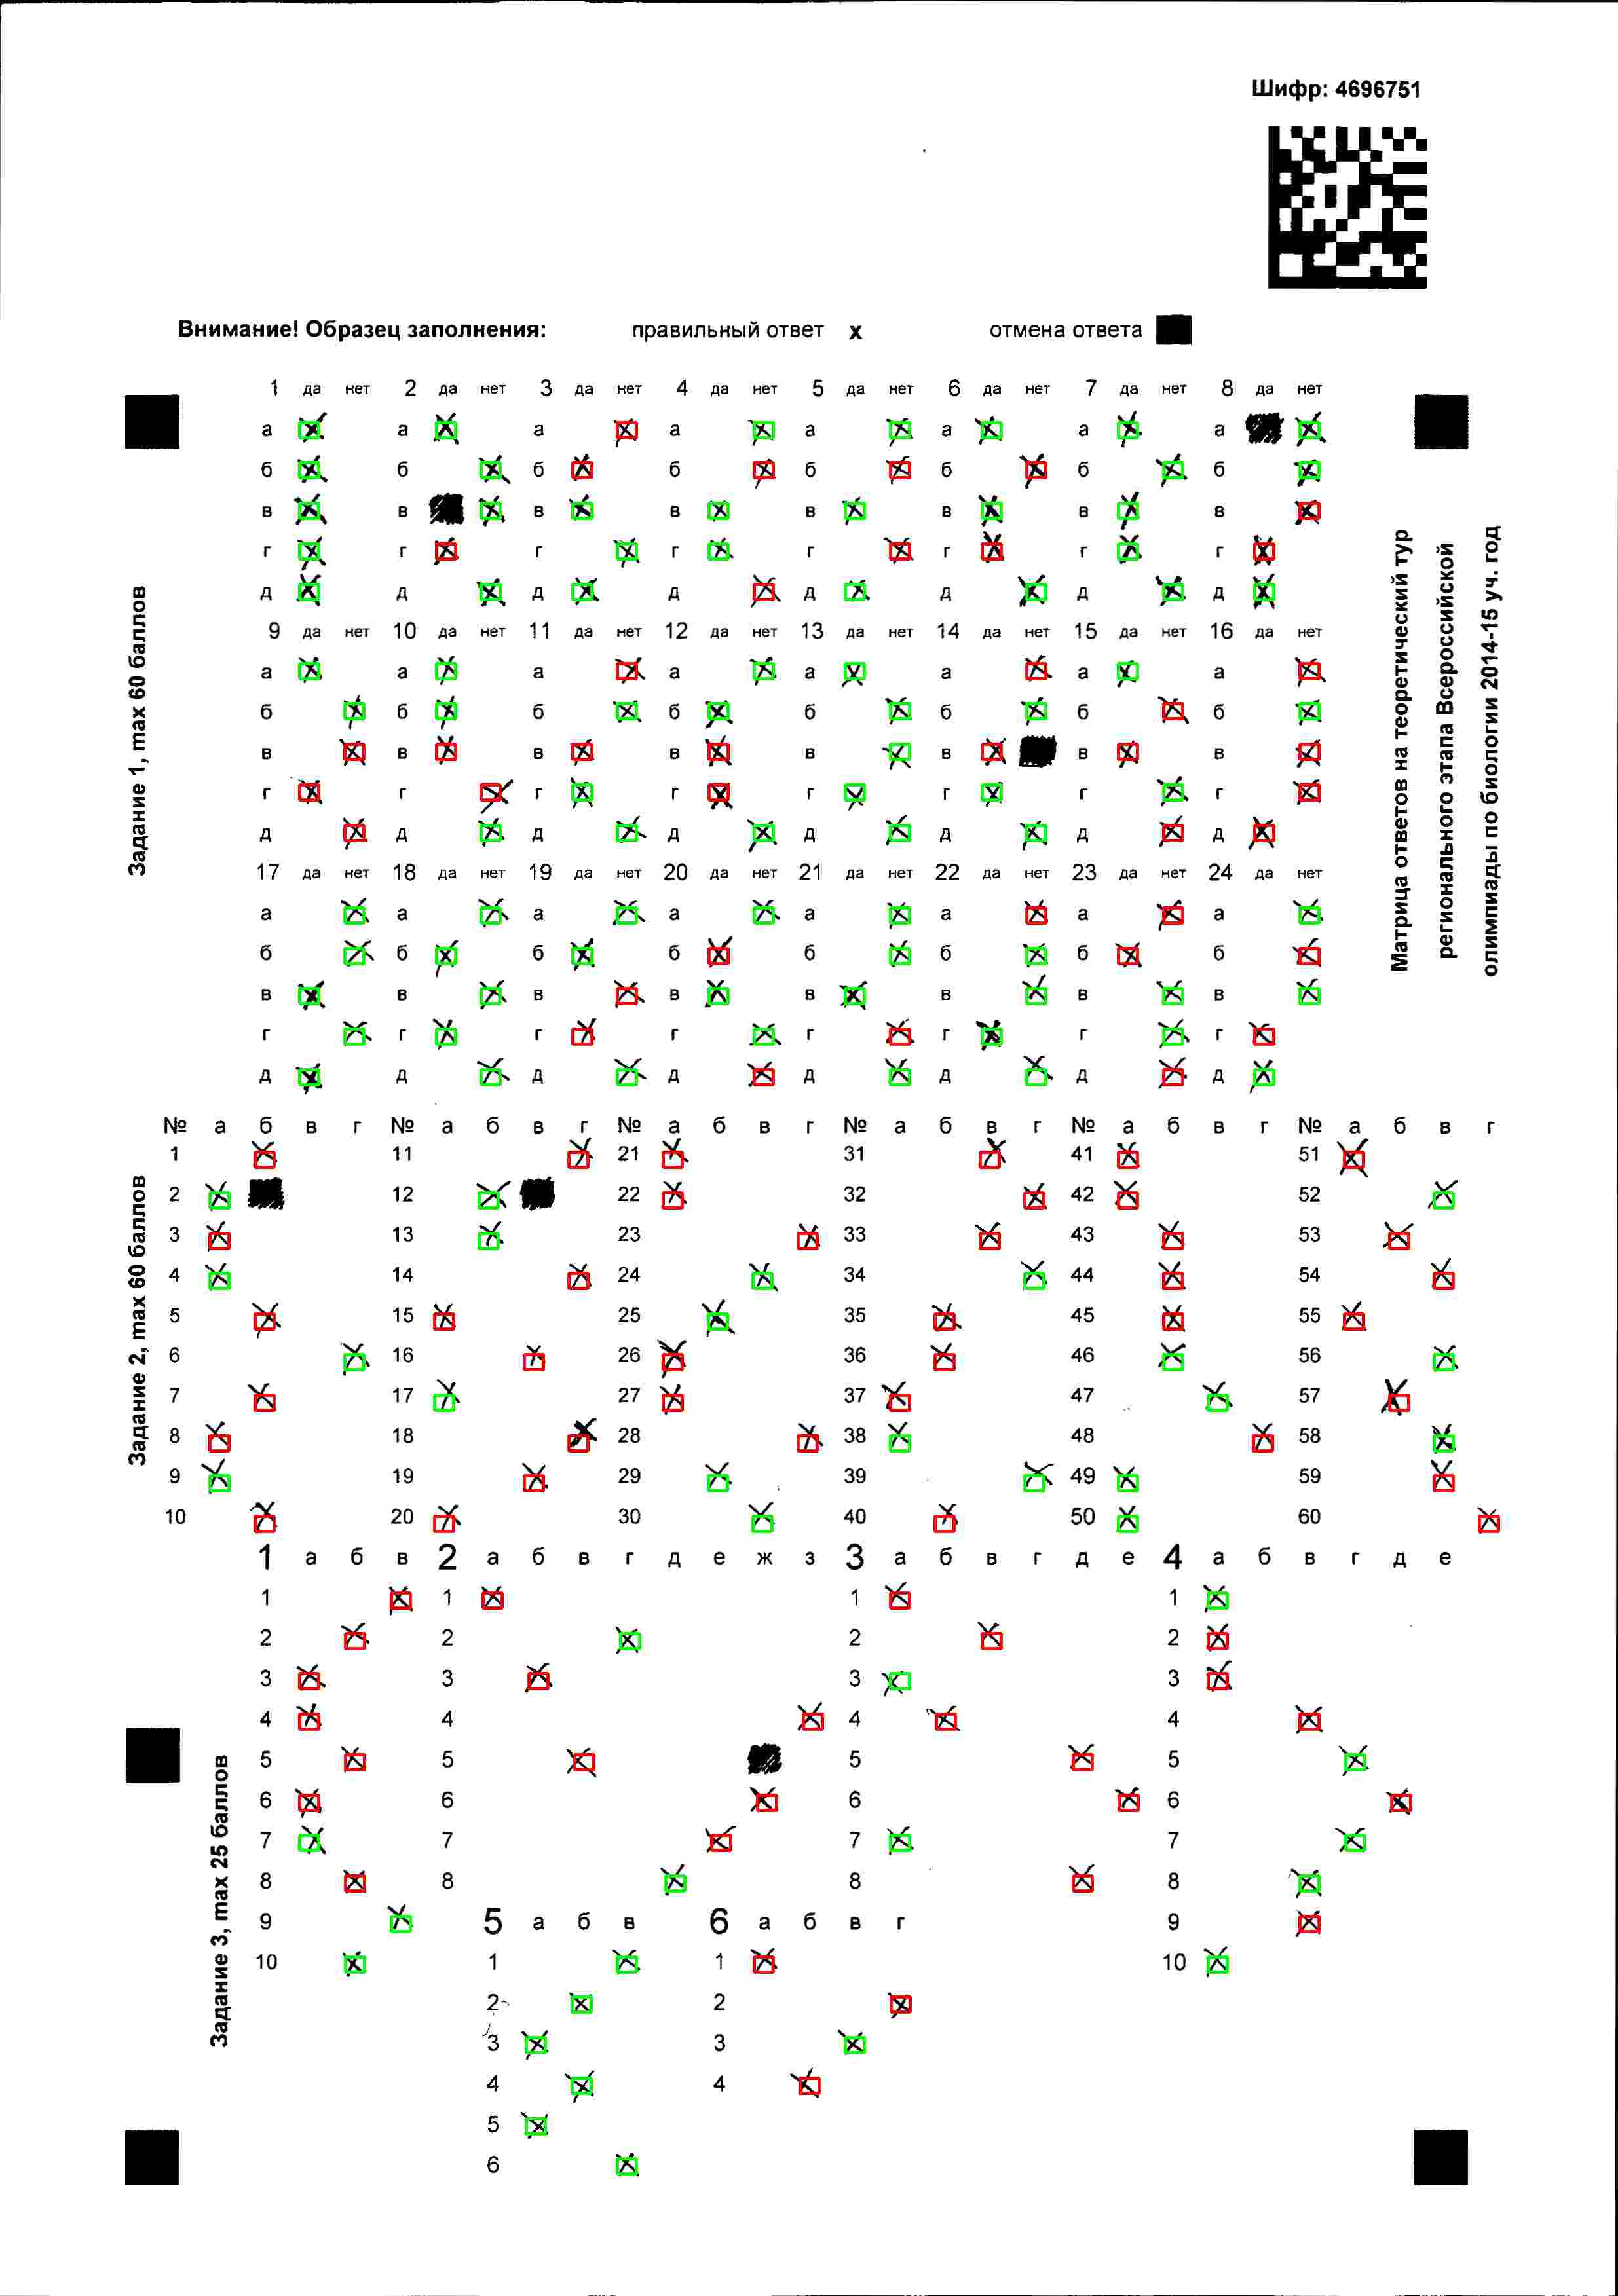 Шифр: 4696751
Внимание! Образец заполнения: правильный ответ x отмена ответа
Матрица ответов на теоретический тур
регионального этапа Всероссийской
олимпиады по биологии 2014-15 уч. год
Задание 1, max 60 баллов
1 да нет 2 да нет 3 да нет 4 да нет 5 да нет 6 да нет 7 да нет 8 да нет
а а а а а а а а
б б б б б б б б
в в в в в в в в
г г г г г г г г
д д д д д д д д
9 да нет 10 да нет 11 да нет 12 да нет 13 да нет 14 да нет 15 да нет 16 да нет
а а а а а а а а
б б б б б б б б
в в в в в в в в
г г г г г г г г
д д д д д д д д
17 да нет 18 да нет 19 да нет 20 да нет 21 да нет 22 да нет 23 да нет 24 да нет
а а а а а а а а
б б б б б б б б
в в в в в в в в
г г г г г г г г
д д д д д д д д
Задание 2, max 60 баллов
№ а б в г № а б в г № а б в г № а б в г № а б в г № а б в г
1 11 21 31 41 51
2 12 22 32 42 52
3 13 23 33 43 53
4 14 24 34 44 54
5 15 25 35 45 55
6 16 26 36 46 56
7 17 27 37 47 57
8 18 28 38 48 58
9 19 29 39 49 59
10 20 30 40 50 60
Задание 3, max 25 баллов
1 а б в 2 а б в г д е ж з 3 а б в г д е 4 а б в г д е
1 1 1 1
2 2 2 2
3 3 3 3
4 4 4 4
5 5 5 5
6 6 6 6
7 7 7 7
8 8 8 8
9 5 а б в 6 а б в г 9
10 1 1 10
2 2
3 3
4 4
5
6